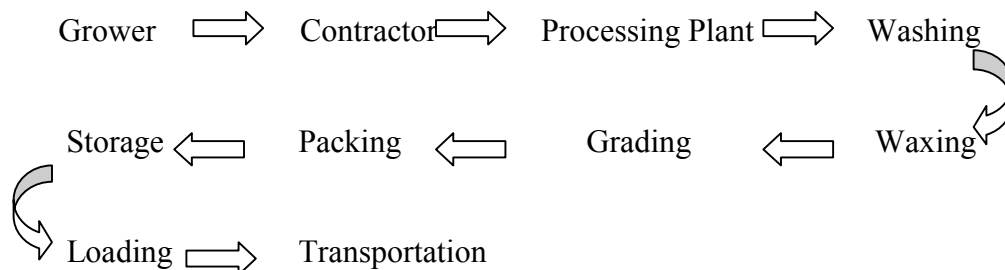 Grower Contractor Processing Plant Washing
Storage Packing Grading Waxing
Loading Transportation